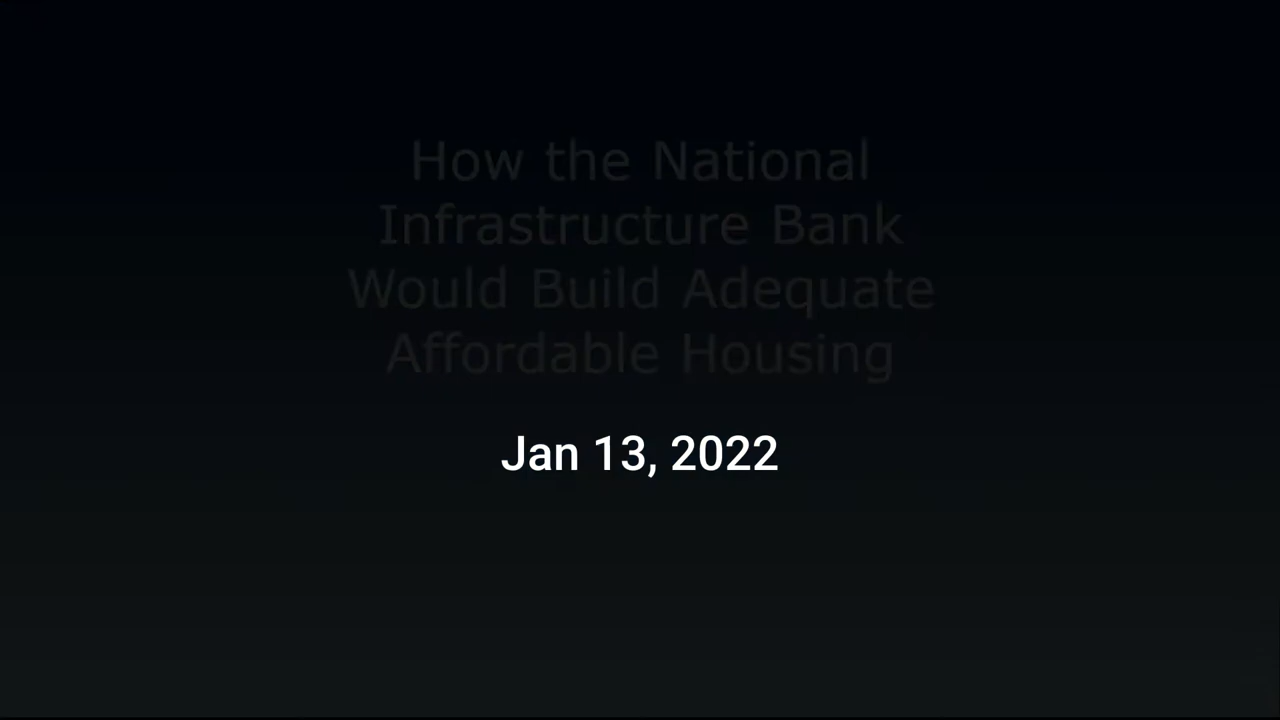 How the National
Infrastructure Bank
Would Build Adequate
Affordable Housing
Jan 13, 2022